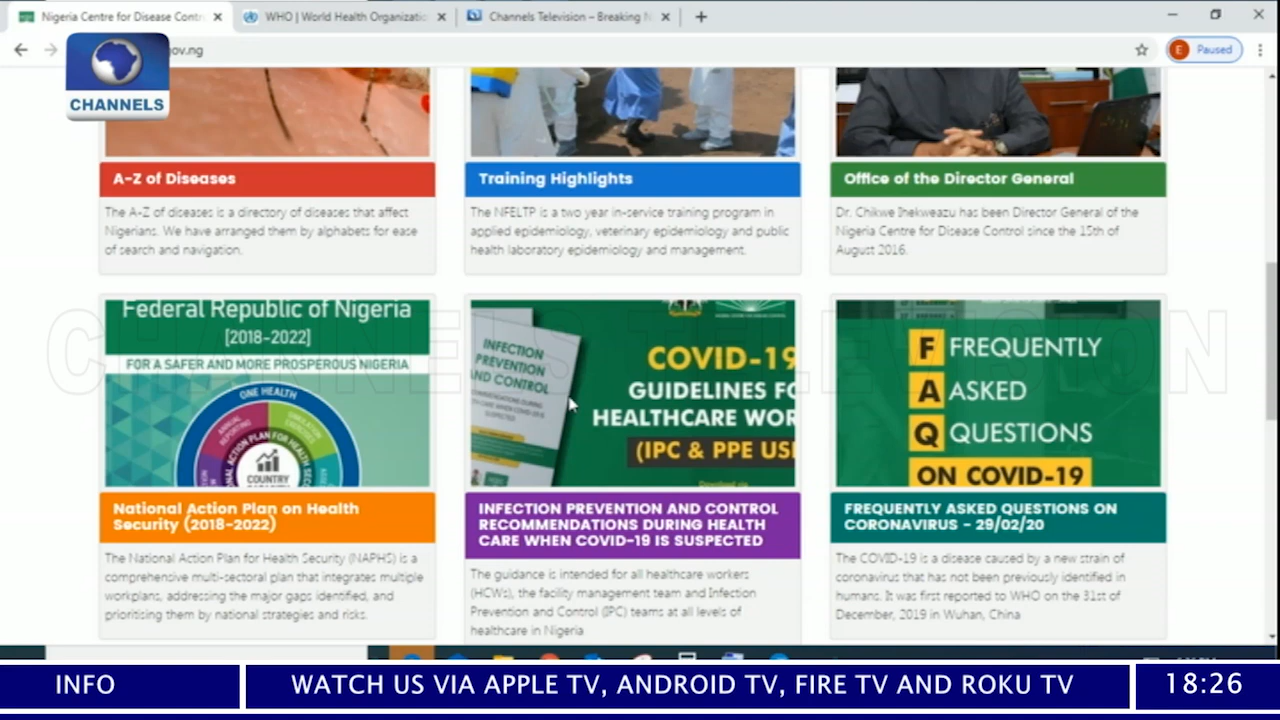 Nigeria Centre for Disease Contr
WHO | World Health Organizatio
Channels Television – Breaking N
ov.ng
E Paused
CHANNELS
A-Z of Diseases
The A-Z of diseases is a directory of diseases that affect
Nigerians. We have arranged them by alphabets for ease
of search and navigation.
Training Highlights
The NFELTP is a two year in-service training program in
applied epidemiology, veterinary epidemiology and public
health laboratory epidemiology and management.
Office of the Director General
Dr. Chikwe Ihekweazu has been Director General of the
Nigeria Centre for Disease Control since the 15th of
August 2016.
CHANNELS TELEVISION
Federal Republic of Nigeria
[2018-2022]
FOR A SAFER AND MORE PROSPEROUS NIGERIA
ONE HEALTH
COUNTRY
National Action Plan on Health
Security (2018-2022)
The National Action Plan for Health Security (NAPHS) is a
comprehensive multi-sectoral plan that integrates multiple
workplans, addressing the major gaps identified, and
prioritising them by national strategies and risks.
INFECTION
PREVENTION
AND CONTROL
COVID-19
GUIDELINES FO
HEALTHCARE WOR
(IPC & PPE USE
INFECTION PREVENTION AND CONTROL
RECOMMENDATIONS DURING HEALTH
CARE WHEN COVID-19 IS SUSPECTED
The guidance is intended for all healthcare workers
(HCWs), the facility management team and Infection
Prevention and Control (IPC) teams at all levels of
healthcare in Nigeria
F FREQUENTLY
A ASKED
Q QUESTIONS
ON COVID-19
FREQUENTLY ASKED QUESTIONS ON
CORONAVIRUS - 29/02/20
The COVID-19 is a disease caused by a new strain of
coronavirus that has not been previously identified in
humans. It was first reported to WHO on the 31st of
December, 2019 in Wuhan, China
INFO
WATCH US VIA APPLE TV, ANDROID TV, FIRE TV AND ROKU TV
18:26